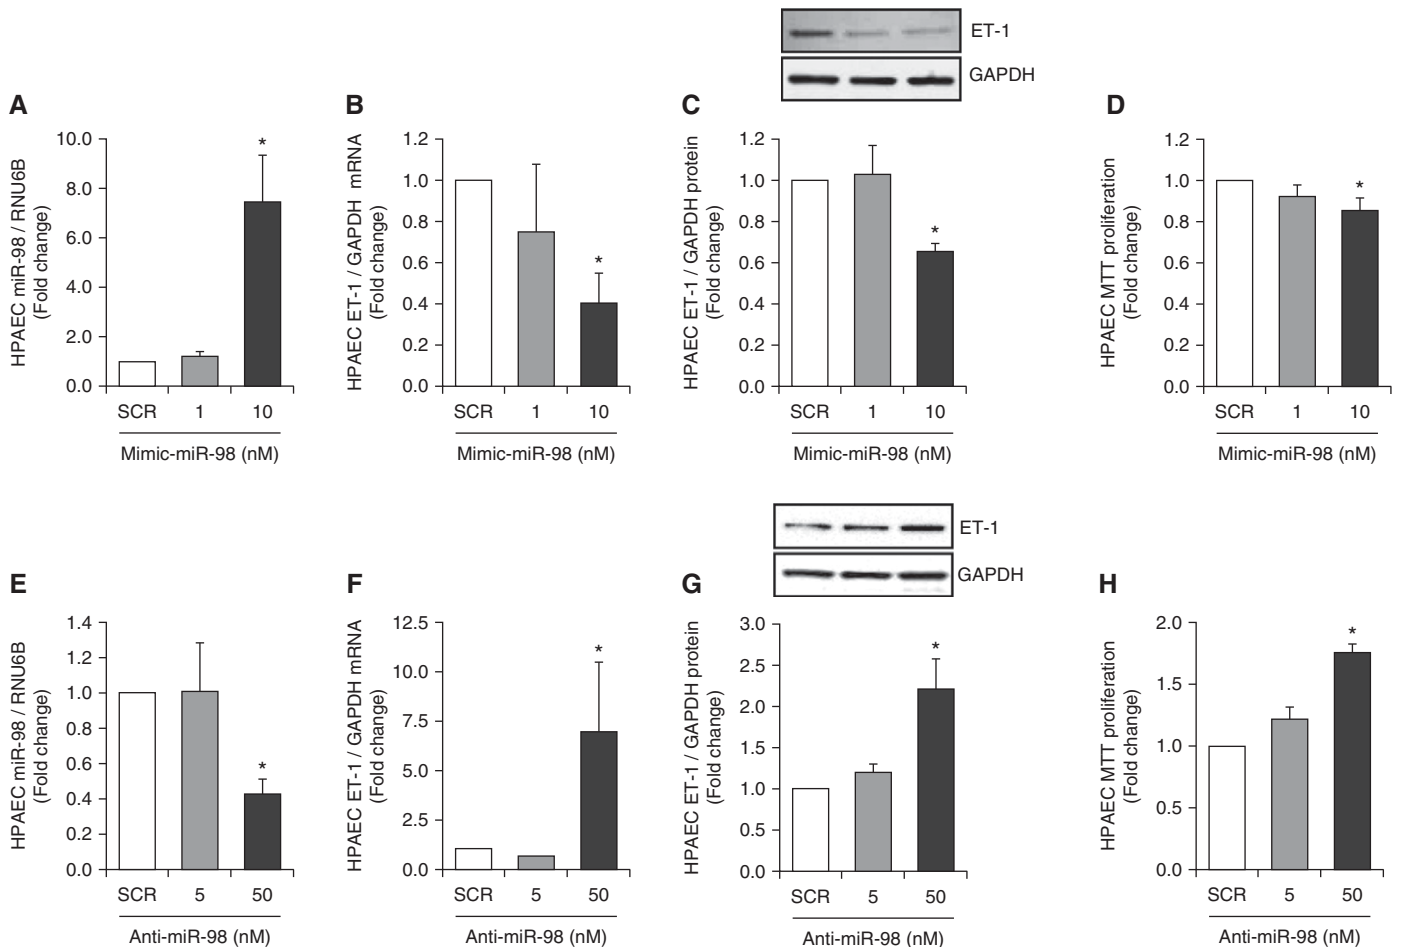 ET-1
GAPDH
A
HPAEC miR-98 / RNU6B
(Fold change)
10.0
8.0
6.0
4.0
2.0
0.0
*
SCR 1 10
Mimic-miR-98 (nM)
B
HPAEC ET-1 / GAPDH mRNA
(Fold change)
1.2
1.0
0.8
0.6
0.4
0.2
0.0
*
SCR 1 10
Mimic-miR-98 (nM)
C
HPAEC ET-1 / GAPDH protein
(Fold change)
1.2
1.0
0.8
0.6
0.4
0.2
0.0
*
SCR 1 10
Mimic-miR-98 (nM)
D
HPAEC MTT proliferation
(Fold change)
1.2
1.0
0.8
0.6
0.4
0.2
0.0
*
SCR 1 10
Mimic-miR-98 (nM)
ET-1
GAPDH
E
HPAEC miR-98 / RNU6B
(Fold change)
1.4
1.2
1.0
0.8
0.6
0.4
0.2
0.0
*
SCR 5 50
Anti-miR-98 (nM)
F
HPAEC ET-1 / GAPDH mRNA
(Fold change)
12.5
10.0
7.5
5.0
2.5
0.0
*
SCR 5 50
Anti-miR-98 (nM)
G
HPAEC ET-1 / GAPDH protein
(Fold change)
3.0
2.5
2.0
1.5
1.0
0.5
0.0
*
SCR 5 50
Anti-miR-98 (nM)
H
HPAEC MTT proliferation
(Fold change)
2.0
1.5
1.0
0.5
0.0
*
SCR 5 50
Anti-miR-98 (nM)